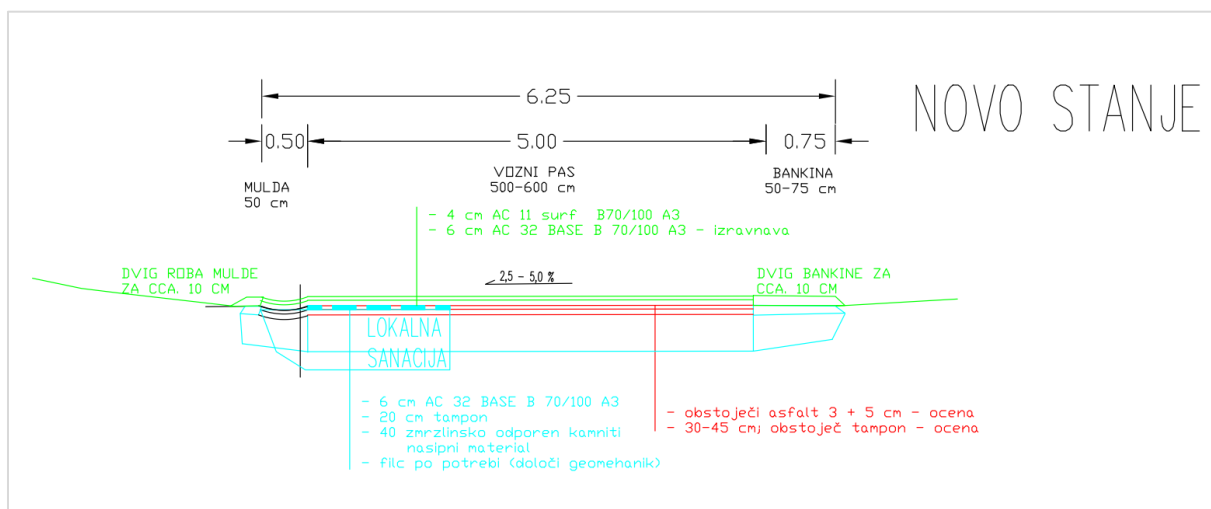 NOVO STANJE
6.25
0.50
5.00
0.75
MULDA
50 cm
VOZNI PAS
500-600 cm
BANKINA
50-75 cm
- 4 cm AC 11 surf B70/100 A3
- 6 cm AC 32 BASE B 70/100 A3 - izravnava
DVIG ROBA MULDE
ZA CCA. 10 CM
2,5 - 5,0 %
DVIG BANKINE ZA
CCA. 10 CM
LOKALNA
SANACIJA
- 6 cm AC 32 BASE B 70/100 A3
- 20 cm tampon
- 40 zmrzlinsko odporen kamniti
nasipni material
- filc po potrebi (določi geomehanik)
- obstoječi asfalt 3 + 5 cm - ocena
- 30-45 cm; obstoječ tampon - ocena